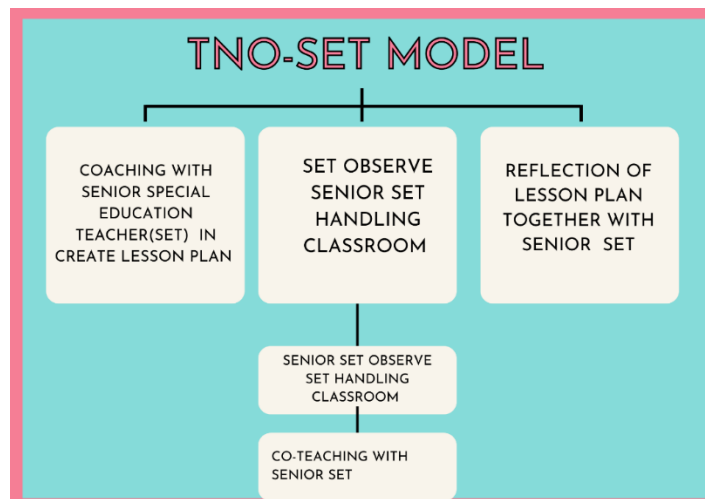 TNO-SET MODEL
COACHING WITH
SENIOR SPECIAL
EDUCATION
TEACHER(SET) IN
CREATE LESSON PLAN
SET OBSERVE
SENIOR SET
HANDLING
CLASSROOM
REFLECTION OF
LESSON PLAN
TOGETHER WITH
SENIOR SET
SENIOR SET OBSERVE
SET HANDLING
CLASSROOM
CO-TEACHING WITH
SENIOR SET